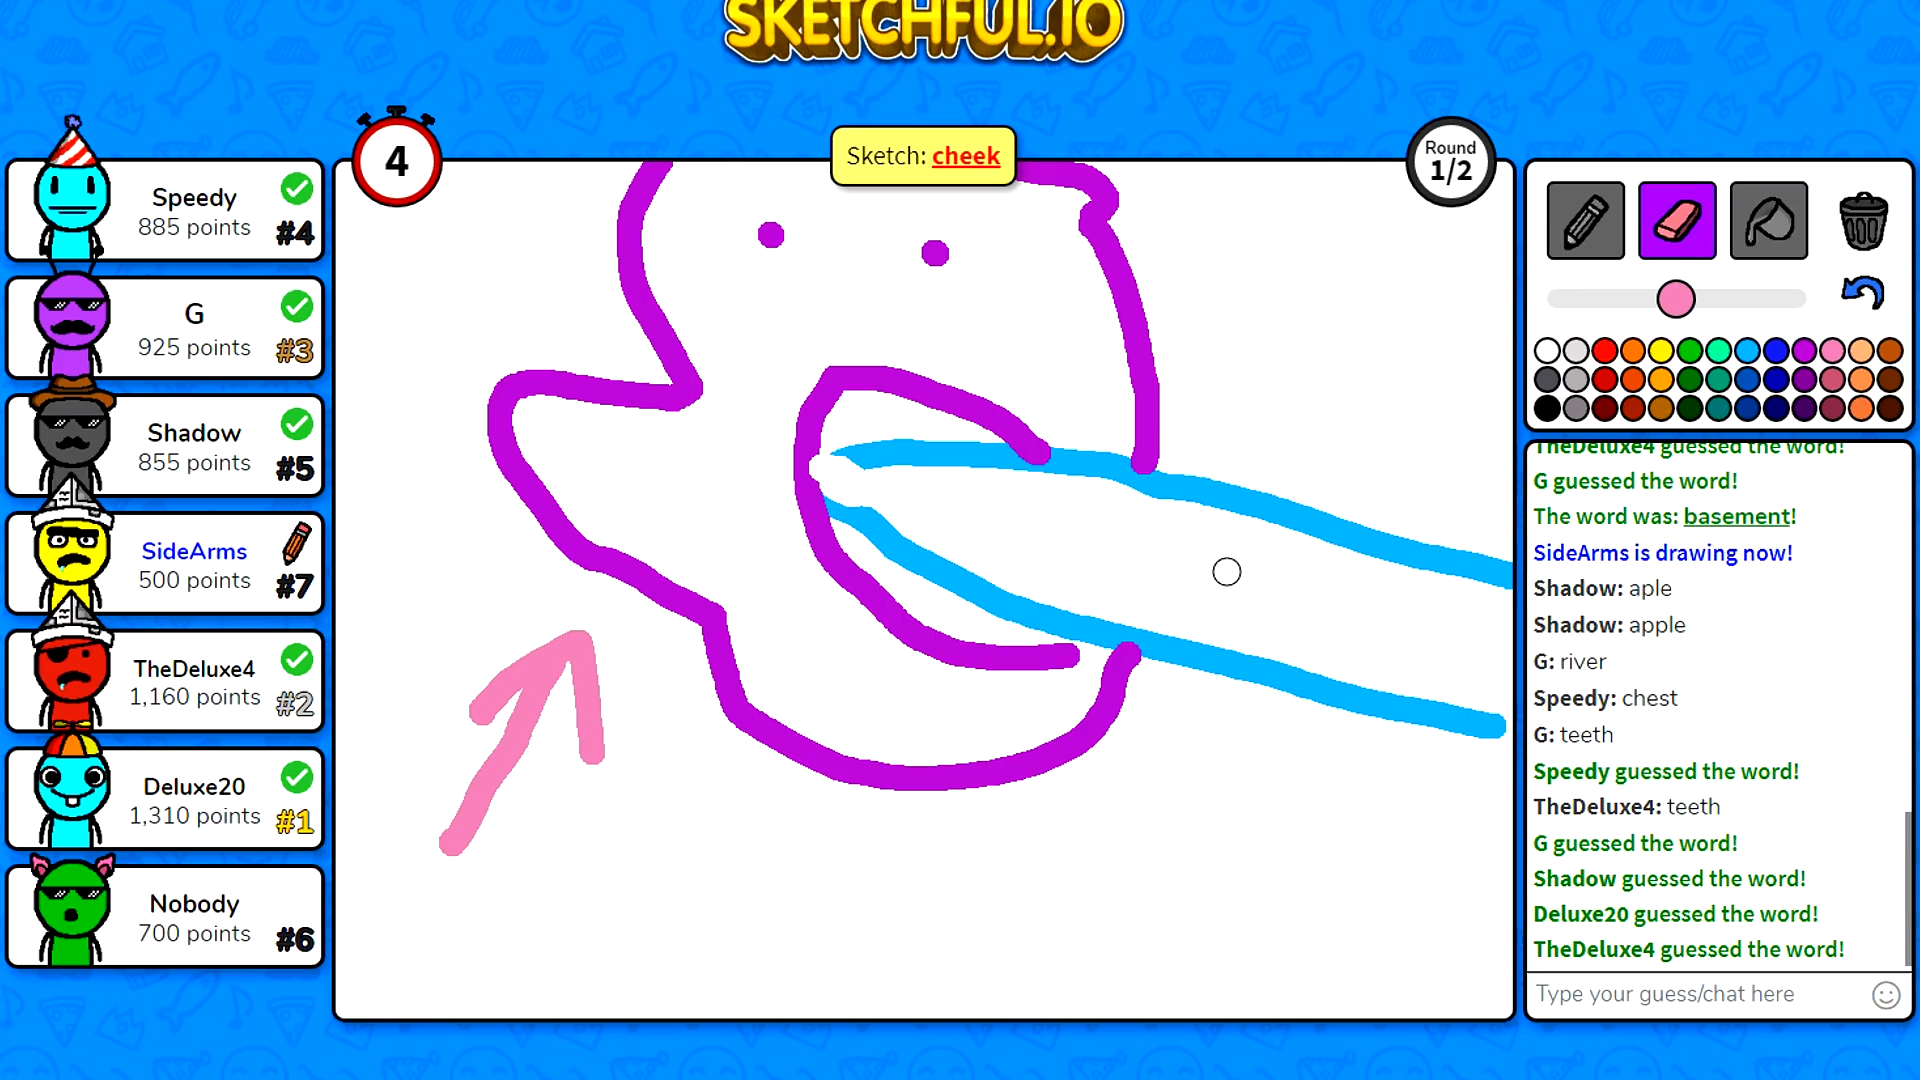 SKETCHFUL.IO
4
Sketch: cheek
Round
1/2
Speedy
885 points
#4
G
925 points
#3
Shadow
855 points
#5
SideArms
500 points
#7
TheDeluxe4
1,160 points
#2
Deluxe20
1,310 points
#1
Nobody
700 points
#6
TheDeluxe4 guessed the word!
G guessed the word!
The word was: basement!
SideArms is drawing now!
Shadow: aple
Shadow: apple
G: river
Speedy: chest
G: teeth
Speedy guessed the word!
TheDeluxe4: teeth
G guessed the word!
Shadow guessed the word!
Deluxe20 guessed the word!
TheDeluxe4 guessed the word!
Type your guess/chat here